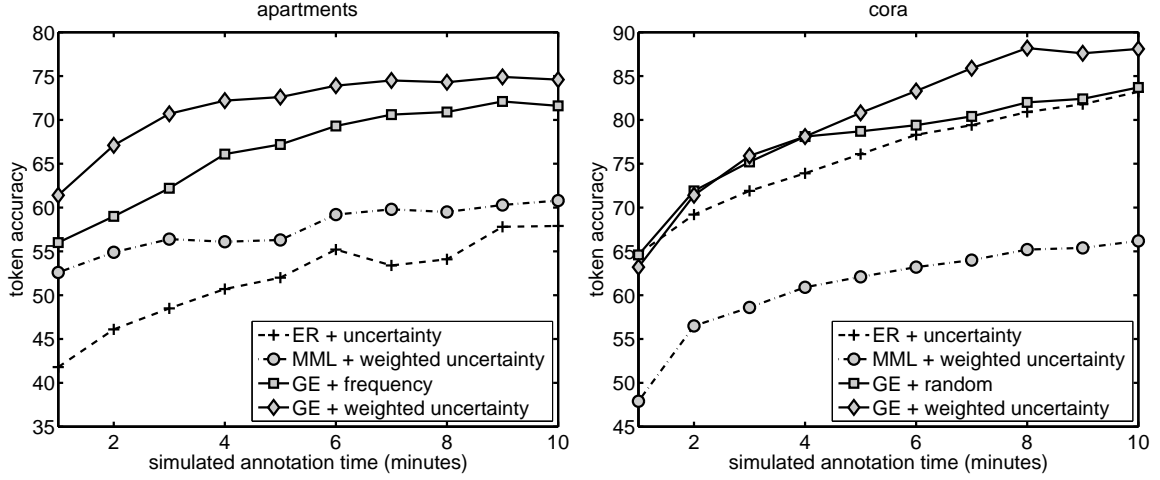 apartments
80
75
70
65
60
55
50
45
40
35
token accuracy
2
4
6
8
10
simulated annotation time (minutes)
ER + uncertainty
MML + weighted uncertainty
GE + frequency
GE + weighted uncertainty
cora
90
85
80
75
70
65
60
55
50
45
token accuracy
2
4
6
8
10
simulated annotation time (minutes)
ER + uncertainty
MML + weighted uncertainty
GE + random
GE + weighted uncertainty